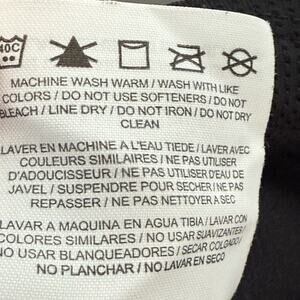 40C
MACHINE WASH WARM / WASH WITH LIKE
COLORS / DO NOT USE SOFTENERS / DO NOT
BLEACH / LINE DRY / DO NOT IRON / DO NOT DRY
CLEAN
LAVER EN MACHINE A L'EAU TIEDE / LAVER AVEC
COULEURS SIMILAIRES / NE PAS UTILISER
D'ADOUCISSEUR / NE PAS UTILISER D'EAU DE
JAVEL / SUSPENDRE POUR SECHER / NE PAS
REPASSER / NE PAS NETTOYER A SEC
LAVAR A MAQUINA EN AGUA TIBIA / LAVAR CON
COLORES SIMILARES / NO USAR SUAVIZANTES /
NO USAR BLANQUEADORES / SECAR COLGADO /
NO PLANCHAR / NO LAVAR EN SECO